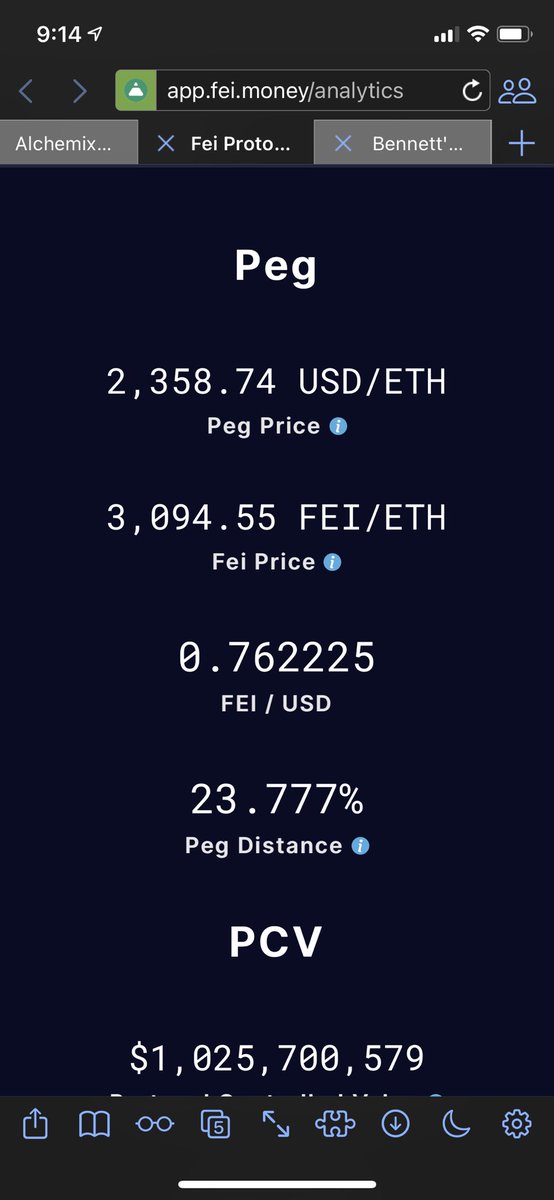 9:14
app.fei.money/analytics
Alchemix...
Fei Proto...
Bennett'...
Peg
2,358.74 USD/ETH
Peg Price
3,094.55 FEI/ETH
Fei Price
0.762225
FEI / USD
23.777%
Peg Distance
PCV
$1,025,700,579
5